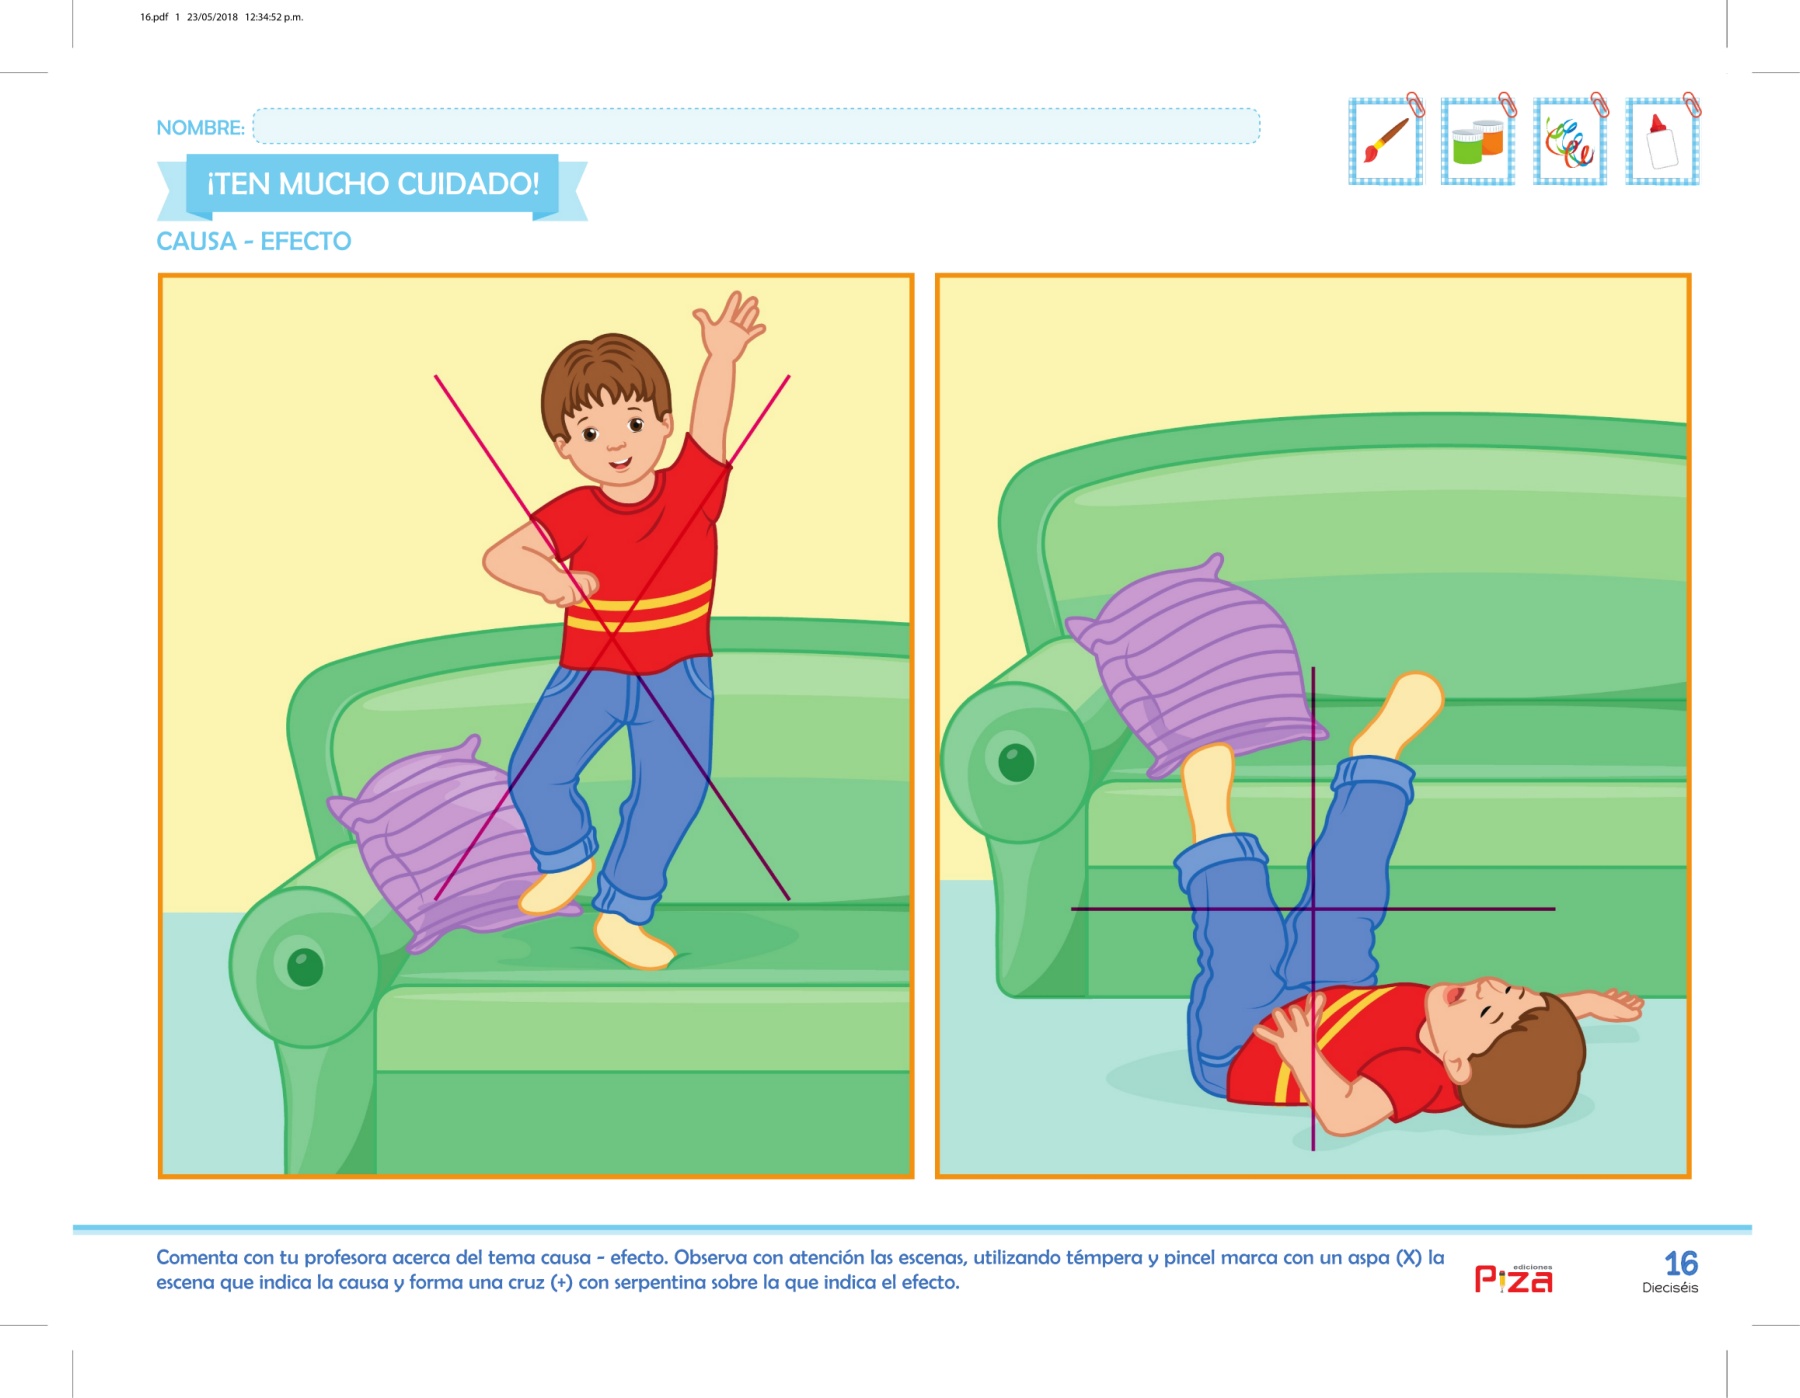 16.pdf 1 23/05/2018 12:34:52 p.m.
NOMBRE:
¡TEN MUCHO CUIDADO!
CAUSA - EFECTO
Comenta con tu profesora acerca del tema causa - efecto. Observa con atención las escenas, utilizando témpera y pincel marca con un aspa (X) la
escena que indica la causa y forma una cruz (+) con serpentina sobre la que indica el efecto.
ediciones
Piza
16
Dieciséis